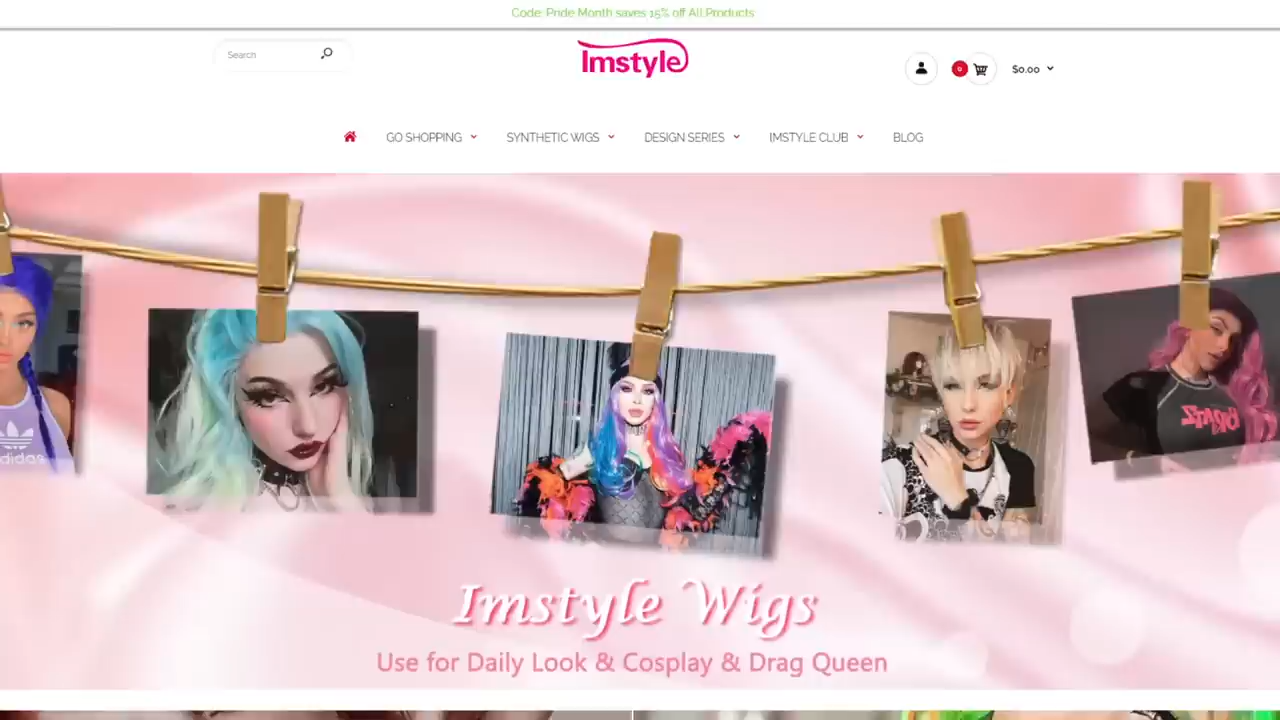 Code: Pride Month saves 15% off All Products
Search
Imstyle
0
$0.00
GO SHOPPING
SYNTHETIC WIGS
DESIGN SERIES
IMSTYLE CLUB
BLOG
adidas
Imstyle Wigs
Use for Daily Look & Cosplay & Drag Queen